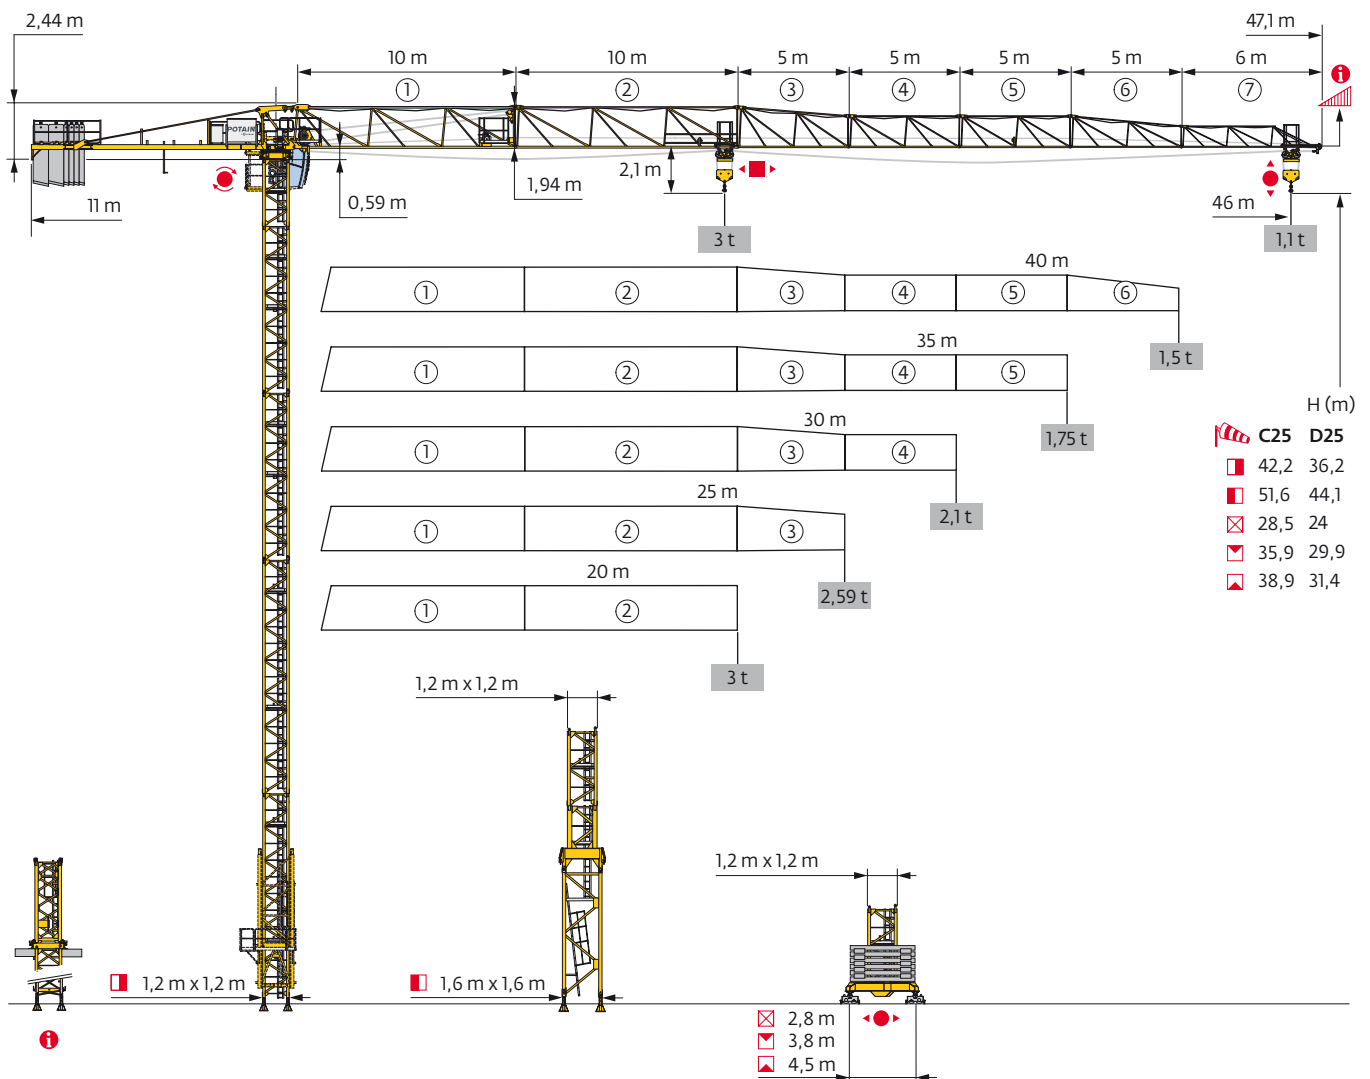 2,44 m
47,1 m
10 m
10 m
5 m
5 m
5 m
5 m
6 m
1
2
3
4
5
6
7
i
POTAIN
2,1 m
1,94 m
0,59 m
11 m
46 m
3 t
1,1 t
40 m
1
2
3
4
5
6
1,5 t
35 m
1
2
3
4
5
1,75 t
H (m)
C25 D25
42,2 36,2
51,6 44,1
28,5 24
35,9 29,9
38,9 31,4
30 m
1
2
3
4
2,1 t
25 m
1
2
3
2,59 t
20 m
1
2
3 t
1,2 m x 1,2 m
1,2 m x 1,2 m
1,2 m x 1,2 m
1,6 m x 1,6 m
i
2,8 m
3,8 m
4,5 m